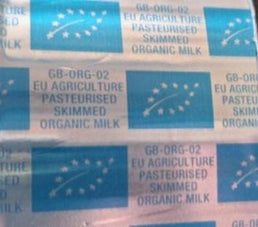 GB-ORG-02
EU AGRICULTURE
PASTEURISED
SKIMMED
ORGANIC MILK
GB-ORG-02
EU AGRICULTURE
PASTEURISED
SKIMMED
ORGANIC MILK
GB-ORG-02
EU AGRICULTURE
PASTEURISED
SKIMMED
ORGANIC MILK